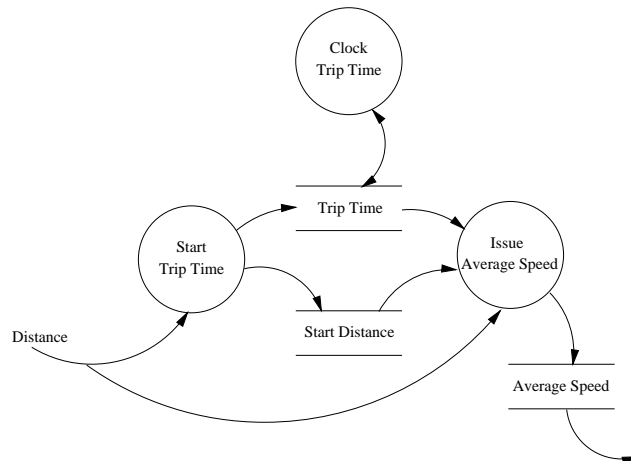 Clock
Trip Time
Trip Time
Start
Trip Time
Issue
Average Speed
Start Distance
Distance
Average Speed